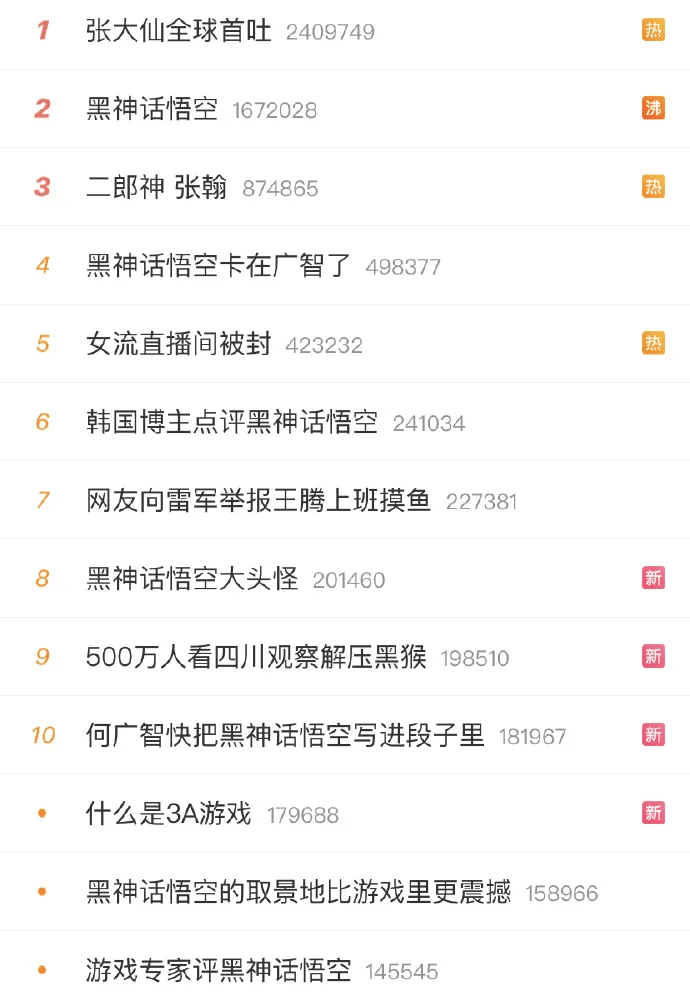 1 张大仙全球首吐 2409749 热
2 黑神话悟空 1672028 沸
3 二郎神 张翰 874865 热
4 黑神话悟空卡在广智了 498377
5 女流直播间被封 423232 热
6 韩国博主点评黑神话悟空 241034
7 网友向雷军举报王腾上班摸鱼 227381
8 黑神话悟空大头怪 201460 新
9 500万人看四川观察解压黑猴 198510 新
10 何广智快把黑神话悟空写进段子里 181967 新
• 什么是3A游戏 179688 新
• 黑神话悟空的取景地比游戏里更震撼 158966
• 游戏专家评黑神话悟空 145545